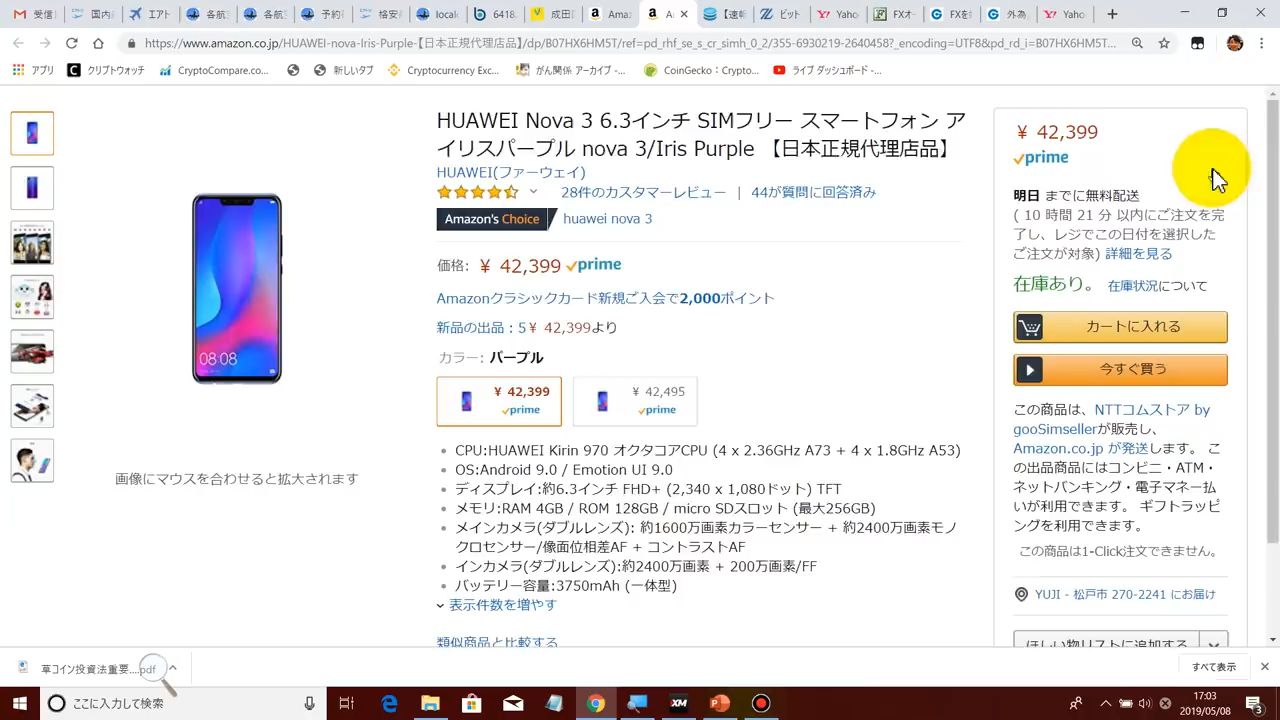 受信
国内
エアト
各航
各航空
予約
格安
local
6418.
成田
Ama
A
【速報
ビット
Yaho
FXオー
FXを
外為
Yaho
https://www.amazon.co.jp/HUAWEI-nova-Iris-Purple-【日本正規代理店品】/dp/B07HX6HM5T/ref=pd_rhf_se_s_cr_simh_0_2/355-6930219-2640458?_encoding=UTF8&pd_rd_i=B07HX6HM5T...
アプリ
クリプトウォッチ
CryptoCompare.co...
新しいタブ
Cryptocurrency Exc...
がん関係 アーカイブ -...
CoinGecko：Crypto...
ライブ ダッシュボード -...
HUAWEI Nova 3 6.3インチ SIMフリー スマートフォン ア
イリスパープル nova 3/Iris Purple 【日本正規代理店品】
HUAWEI(ファーウェイ)
28件のカスタマーレビュー | 44が質問に回答済み
Amazon's Choice huawei nova 3
価格: ￥ 42,399 prime
Amazonクラシックカード新規ご入会で2,000ポイント
新品の出品：5￥ 42,399より
カラー: パープル
￥ 42,399
prime
￥ 42,495
prime
CPU:HUAWEI Kirin 970 オクタコアCPU (4 x 2.36GHz A73 + 4 x 1.8GHz A53)
OS:Android 9.0 / Emotion UI 9.0
ディスプレイ:約6.3インチ FHD+ (2,340 x 1,080ドット) TFT
メモリ:RAM 4GB / ROM 128GB / micro SDスロット (最大256GB)
メインカメラ(ダブルレンズ): 約1600万画素カラーセンサー + 約2400万画素モノ
クロセンサー/像面位相差AF + コントラストAF
インカメラ(ダブルレンズ):約2400万画素 + 200万画素/FF
バッテリー容量:3750mAh (一体型)
表示件数を増やす
類似商品と比較する
08:08
画像にマウスを合わせると拡大されます
￥ 42,399
prime
明日 までに無料配送
( 10 時間 21 分 以内にご注文を完
了し、レジでこの日付を選択した
ご注文が対象) 詳細を見る
在庫あり。 在庫状況について
カートに入れる
今すぐ買う
この商品は、NTTコムストア by
gooSimsellerが販売し、
Amazon.co.jp が発送します。 こ
の出品商品にはコンビニ・ATM・
ネットバンキング・電子マネー払
いが利用できます。 ギフトラッピ
ングを利用できます。
この商品は1-Click注文できません。
YUJI - 松戸市 270-2241 にお届け
ほしい物リストに追加する
草コイン投資法重要....pdf
すべて表示
ここに入力して検索
XM
17:03
2019/05/08
3